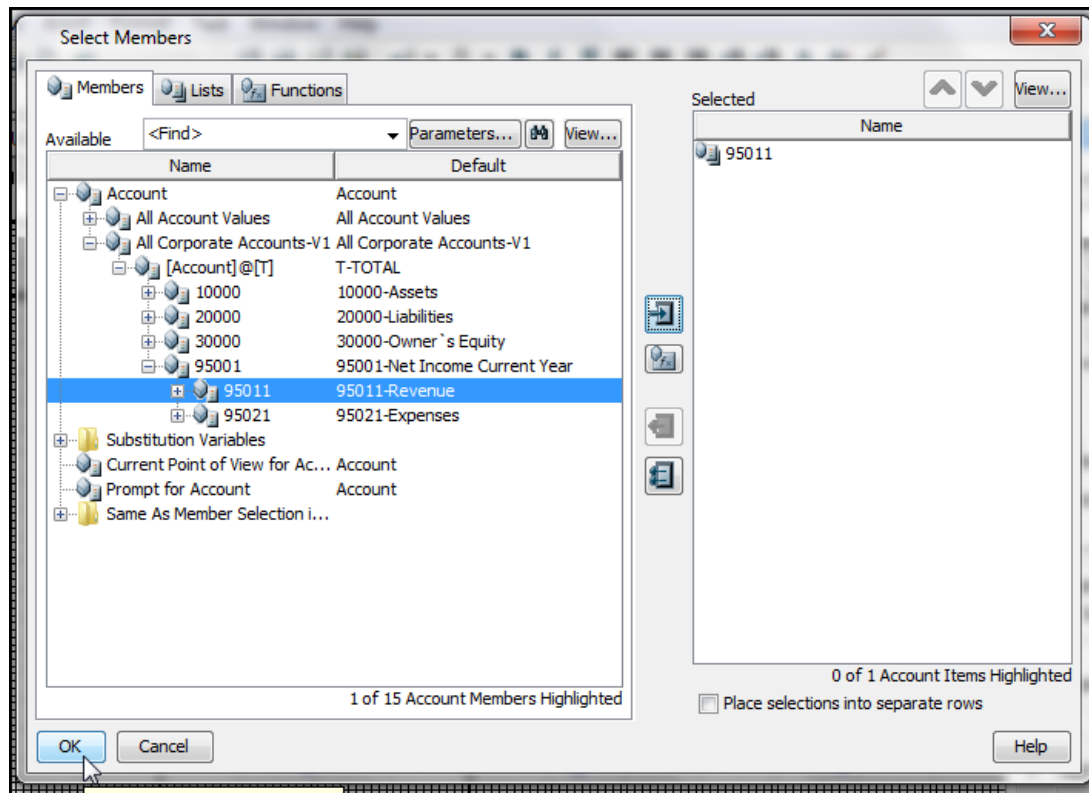 Select Members
Members Lists Functions
Available <Find> Parameters... View...
Name Default
Account Account
All Account Values All Account Values
All Corporate Accounts-V1 All Corporate Accounts-V1
[Account]@[T] T-TOTAL
10000 10000-Assets
20000 20000-Liabilities
30000 30000-Owner`s Equity
95001 95001-Net Income Current Year
95011 95011-Revenue
95021 95021-Expenses
Substitution Variables
Current Point of View for Ac... Account
Prompt for Account Account
Same As Member Selection i...
1 of 15 Account Members Highlighted
Selected View...
Name
95011
0 of 1 Account Items Highlighted
Place selections into separate rows
OK Cancel Help